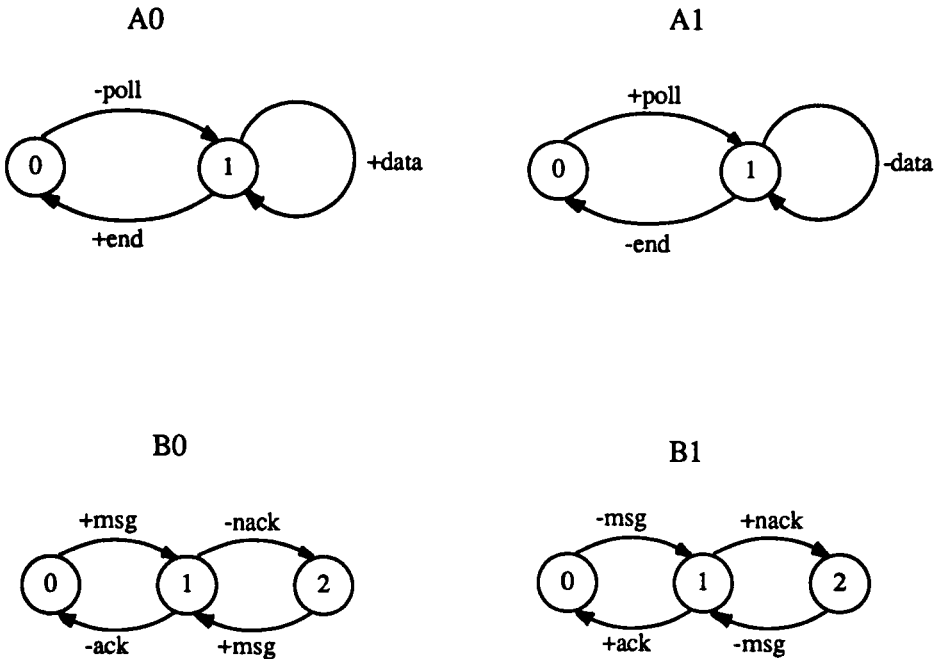 A0
-poll
0
1
+data
+end
A1
+poll
0
1
-data
-end
B0
+msg
-nack
0
1
2
-ack
+msg
B1
-msg
+nack
0
1
2
+ack
-msg